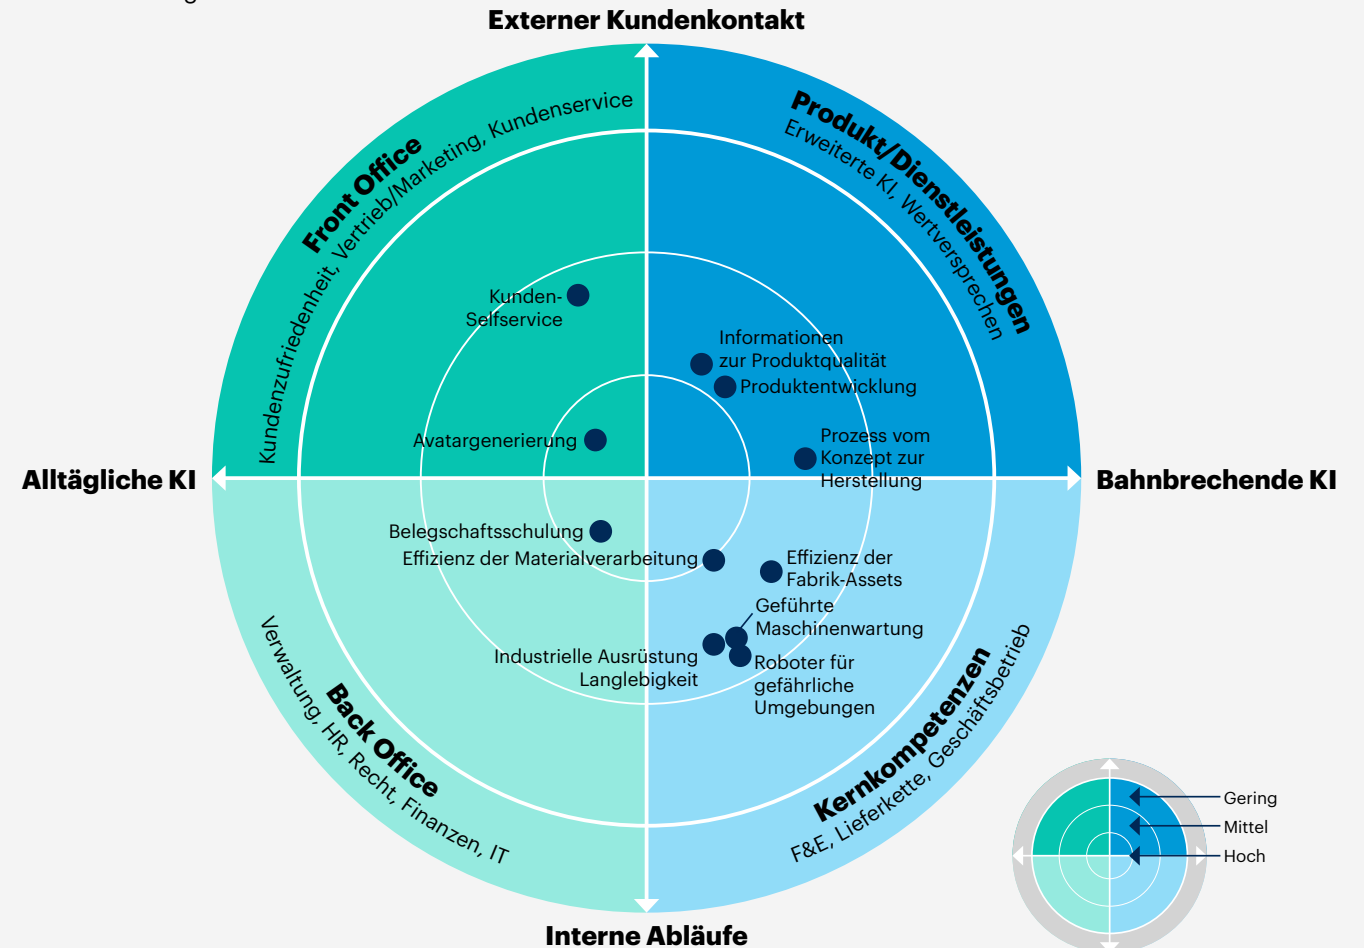 Externer Kundenkontakt
Front Office
Kundenzufriedenheit, Vertrieb/Marketing, Kundenservice
Produkt/Dienstleistungen
Erweiterte KI, Wertversprechen
Kunden-
Selfservice
Informationen
zur Produktqualität
Produktentwicklung
Avatargenerierung
Prozess vom
Konzept zur
Herstellung
Alltägliche KI
Bahnbrechende KI
Belegschaftsschulung
Effizienz der Materialverarbeitung
Effizienz der
Fabrik-Assets
Geführte
Maschinenwartung
Industrielle Ausrüstung
Langlebigkeit
Roboter für
gefährliche
Umgebungen
Back Office
Verwaltung, HR, Recht, Finanzen, IT
Kernkompetenzen
F&E, Lieferkette, Geschäftsbetrieb
Interne Abläufe
Gering
Mittel
Hoch